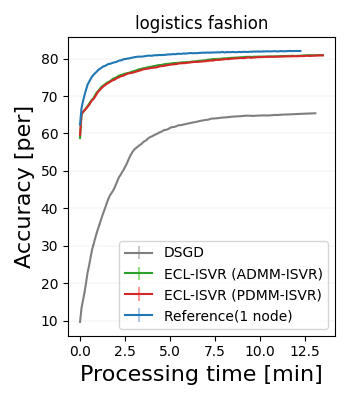 logistics fashion
Accuracy [per]
80
70
60
50
40
30
20
10
DSGD
ECL-ISVR (ADMM-ISVR)
ECL-ISVR (PDMM-ISVR)
Reference(1 node)
0.0 2.5 5.0 7.5 10.0 12.5
Processing time [min]